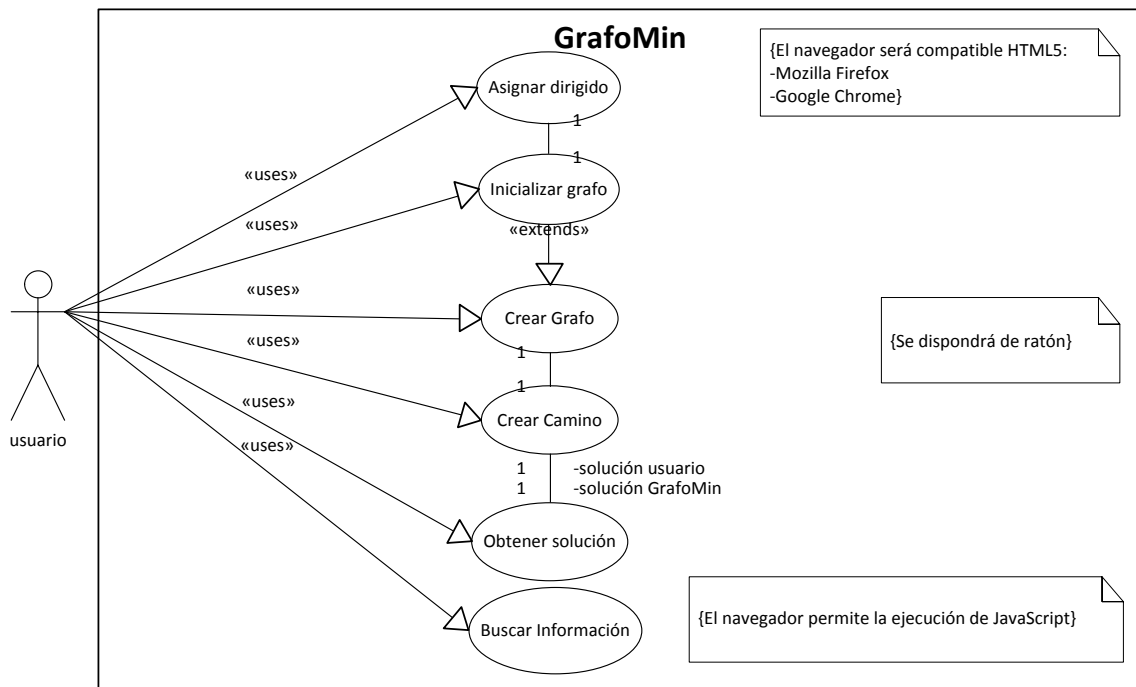 GrafoMin
{El navegador será compatible HTML5:
-Mozilla Firefox
-Google Chrome}
Asignar dirigido
1
1
«uses»
Inicializar grafo
«uses»
«extends»
«uses»
Crear Grafo
{Se dispondrá de ratón}
«uses»
1
1
«uses»
Crear Camino
usuario
«uses»
1
-solución usuario
1
-solución GrafoMin
Obtener solución
{El navegador permite la ejecución de JavaScript}
Buscar Información